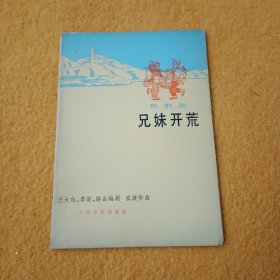 秧歌剧
兄妹开荒
王大化、李波、路由编剧 安波作曲
人民音乐出版社